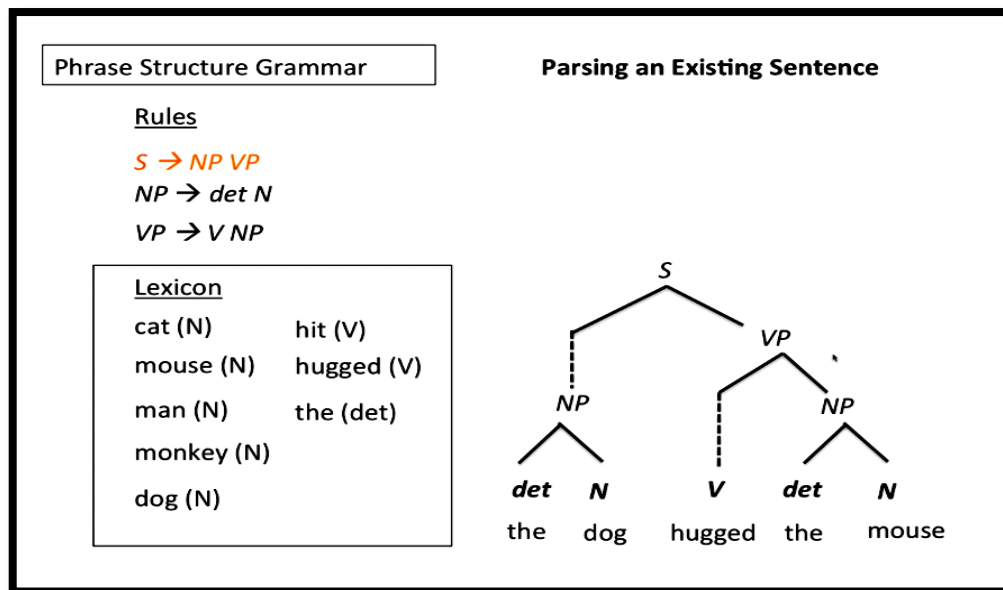 Phrase Structure Grammar
Parsing an Existing Sentence
Rules
S → NP VP
NP → det N
VP → V NP
Lexicon
cat (N) hit (V)
mouse (N) hugged (V)
man (N) the (det)
monkey (N)
dog (N)
S
VP
NP NP
det N V det N
the dog hugged the mouse